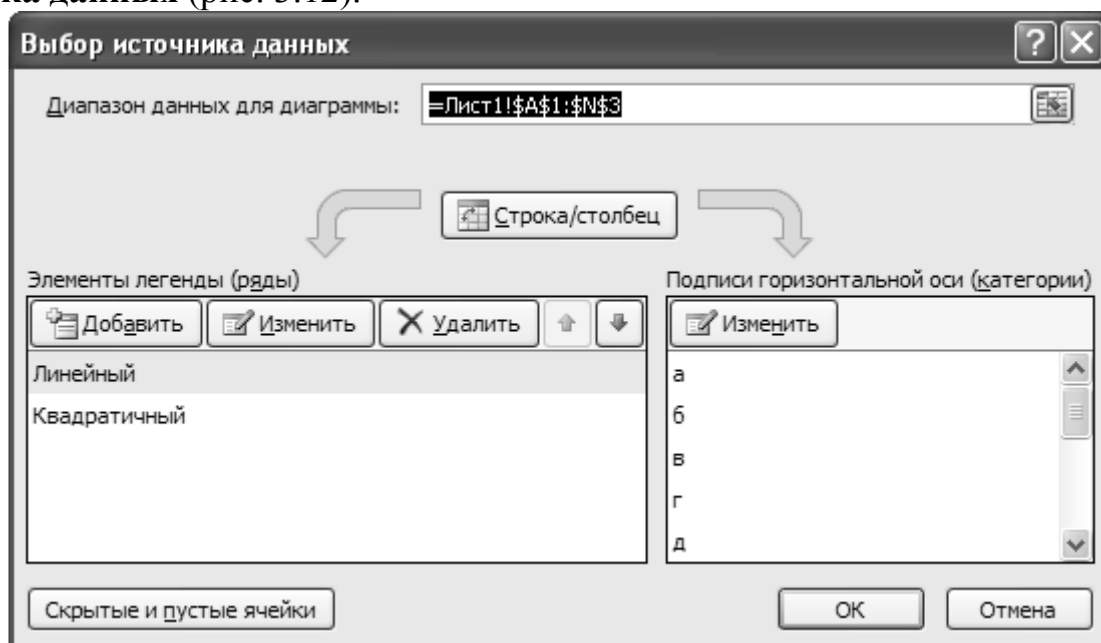 ка данных (рис. 3.12).
Выбор источника данных
Диапазон данных для диаграммы: =Лист1!$A$1:$N$3
Строка/столбец
Элементы легенды (ряды)
Добавить Изменить Удалить
Линейный
Квадратичный
Подписи горизонтальной оси (категории)
Изменить
а
б
в
г
д
Скрытые и пустые ячейки
ОК Отмена